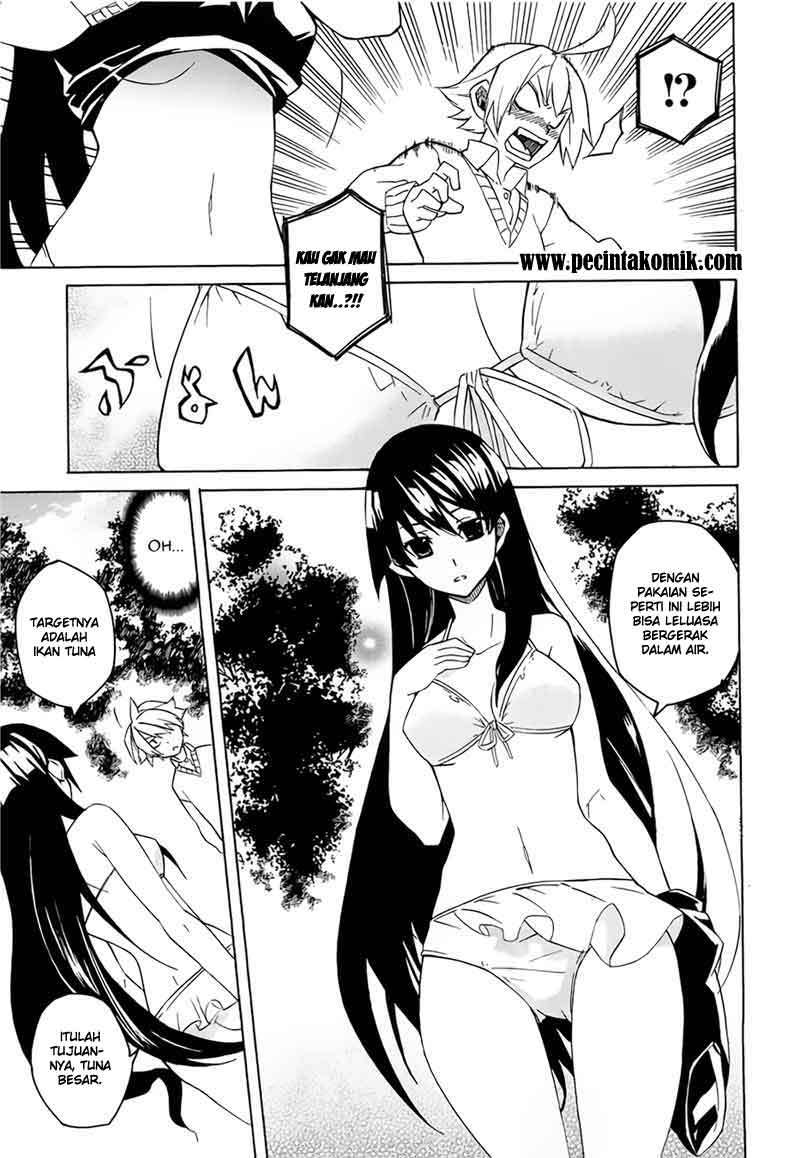 !?
KAU GAK MAU
TELANJANG
KAN..?!!
www.pecintakomik.com
ぷるん
DENGAN
PAKAIAN SE-
PERTI INI LEBIH
BISA LELUASA
BERGERAK
DALAM AIR.
OH...
TARGETNYA
ADALAH
IKAN TUNA
ITULAH
TUJUAN-
NYA, TUNA
BESAR.